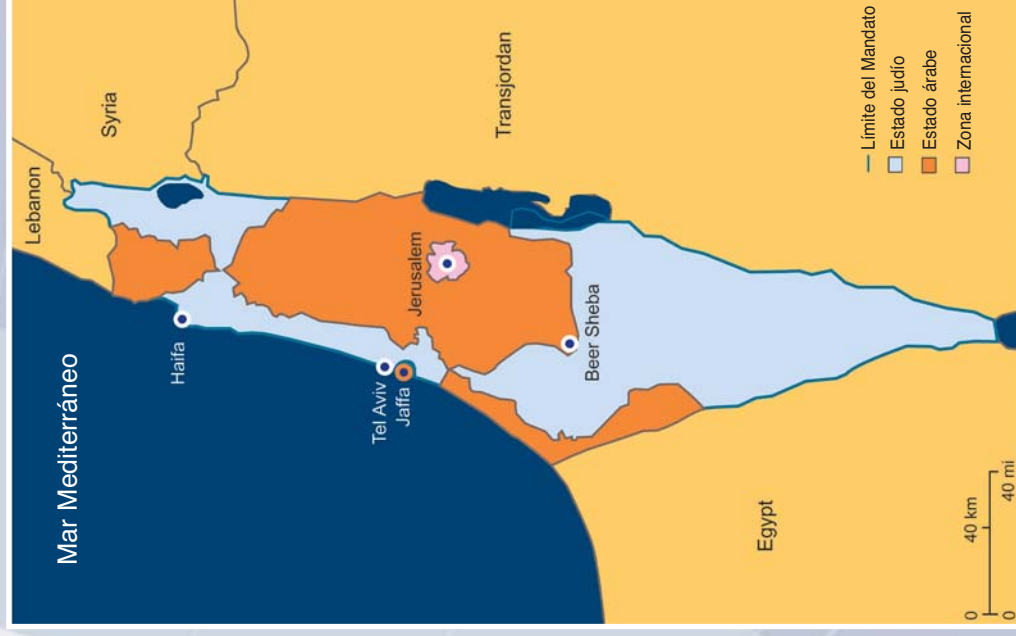 Mar Mediterráneo
Lebanon
Syria
Haifa
Transjordan
Tel Aviv
Jaffa
Jerusalem
Beer Sheba
Egypt
Límite del Mandato
Estado judío
Estado árabe
Zona internacional
0 40 km
0 40 mi